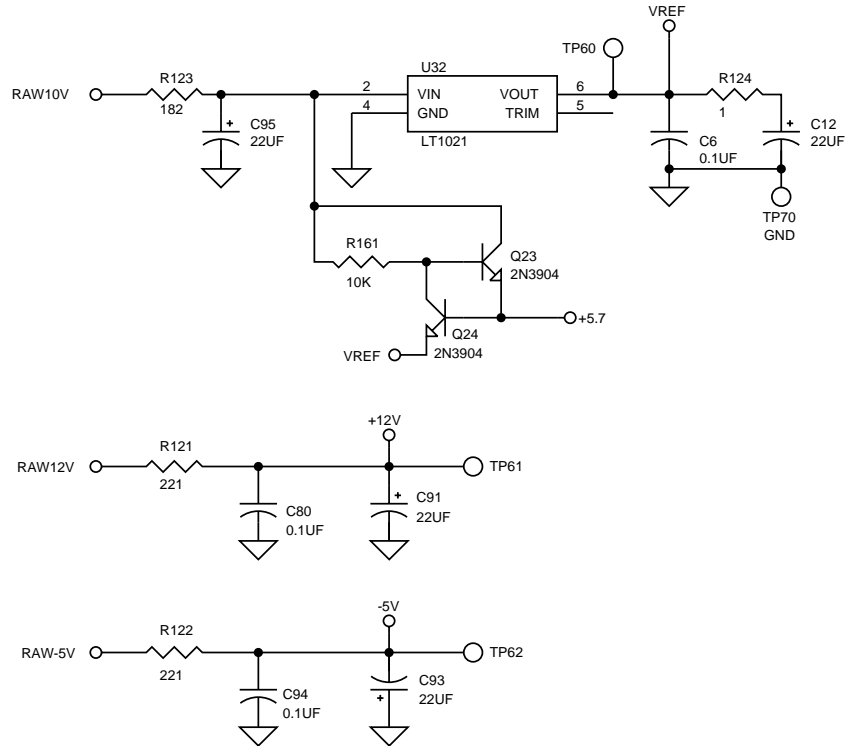 VREF
TP60
U32
R123
R124
RAW10V
2
VIN
VOUT
6
182
4
GND
TRIM
5
1
+
C95
22UF
LT1021
C6
0.1UF
+
C12
22UF
TP70
GND
R161
10K
Q23
2N3904
+5.7
Q24
2N3904
VREF
+12V
R121
RAW12V
TP61
221
C80
0.1UF
+
C91
22UF
-5V
R122
RAW-5V
TP62
221
C94
0.1UF
C93
22UF
+